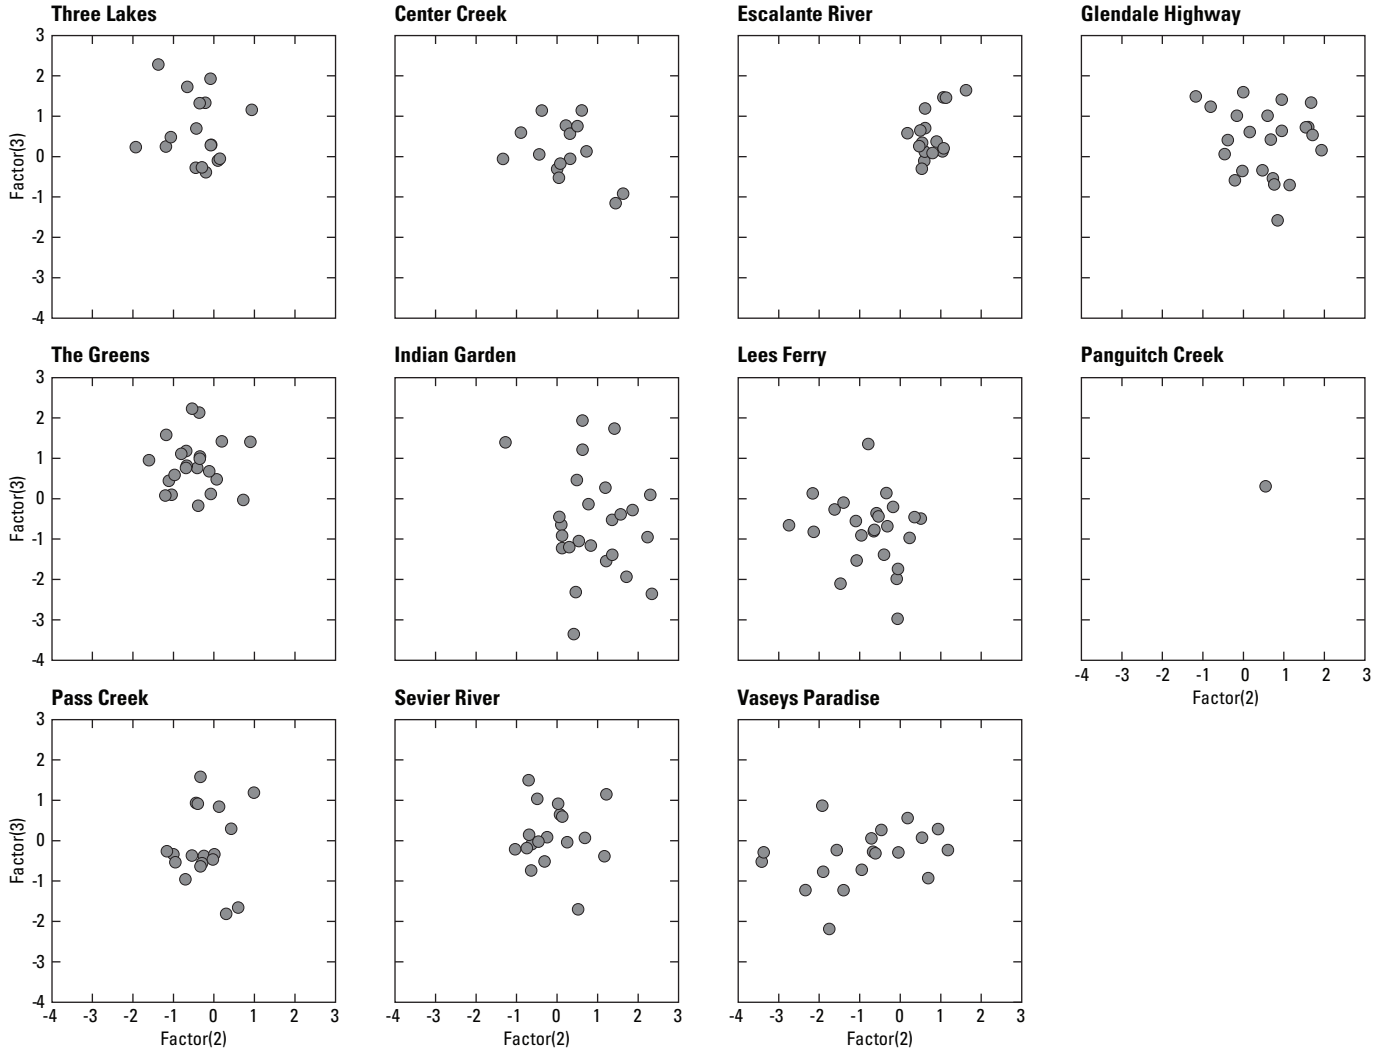 Three Lakes Center Creek Escalante River Glendale Highway
3
2
1
0
-1
-2
-3
-4
Factor(3)
The Greens Indian Garden Lees Ferry Panguitch Creek
3
2
1
0
-1
-2
-3
-4
Factor(3)
-4 -3 -2 -1 0 1 2 3
Factor(2)
Pass Creek Sevier River Vaseys Paradise
3
2
1
0
-1
-2
-3
-4
Factor(3)
-4 -3 -2 -1 0 1 2 3 -4 -3 -2 -1 0 1 2 3 -4 -3 -2 -1 0 1 2 3
Factor(2) Factor(2) Factor(2)